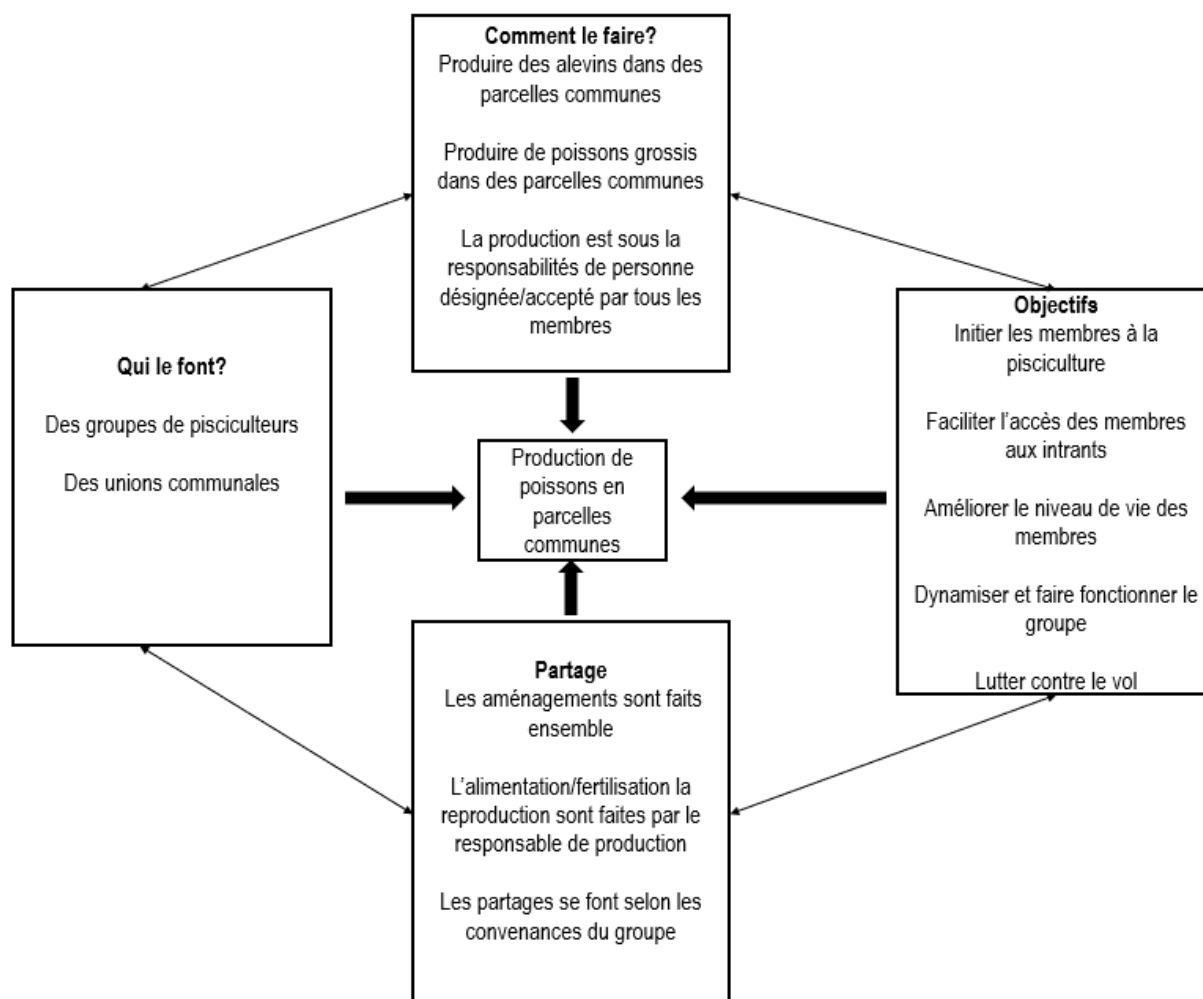 Comment le faire?
Produire des alevins dans des
parcelles communes
Produire de poissons grossis
dans des parcelles communes
La production est sous la
responsabilités de personne
désignée/accepté par tous les
membres
Qui le font?
Des groupes de pisciculteurs
Des unions communales
Production de
poissons en
parcelles
communes
Objectifs
Initier les membres à la
pisciculture
Faciliter l’accès des membres
aux intrants
Améliorer le niveau de vie des
membres
Dynamiser et faire fonctionner le
groupe
Lutter contre le vol
Partage
Les aménagements sont faits
ensemble
L’alimentation/fertilisation la
reproduction sont faites par le
responsable de production
Les partages se font selon les
convenances du groupe